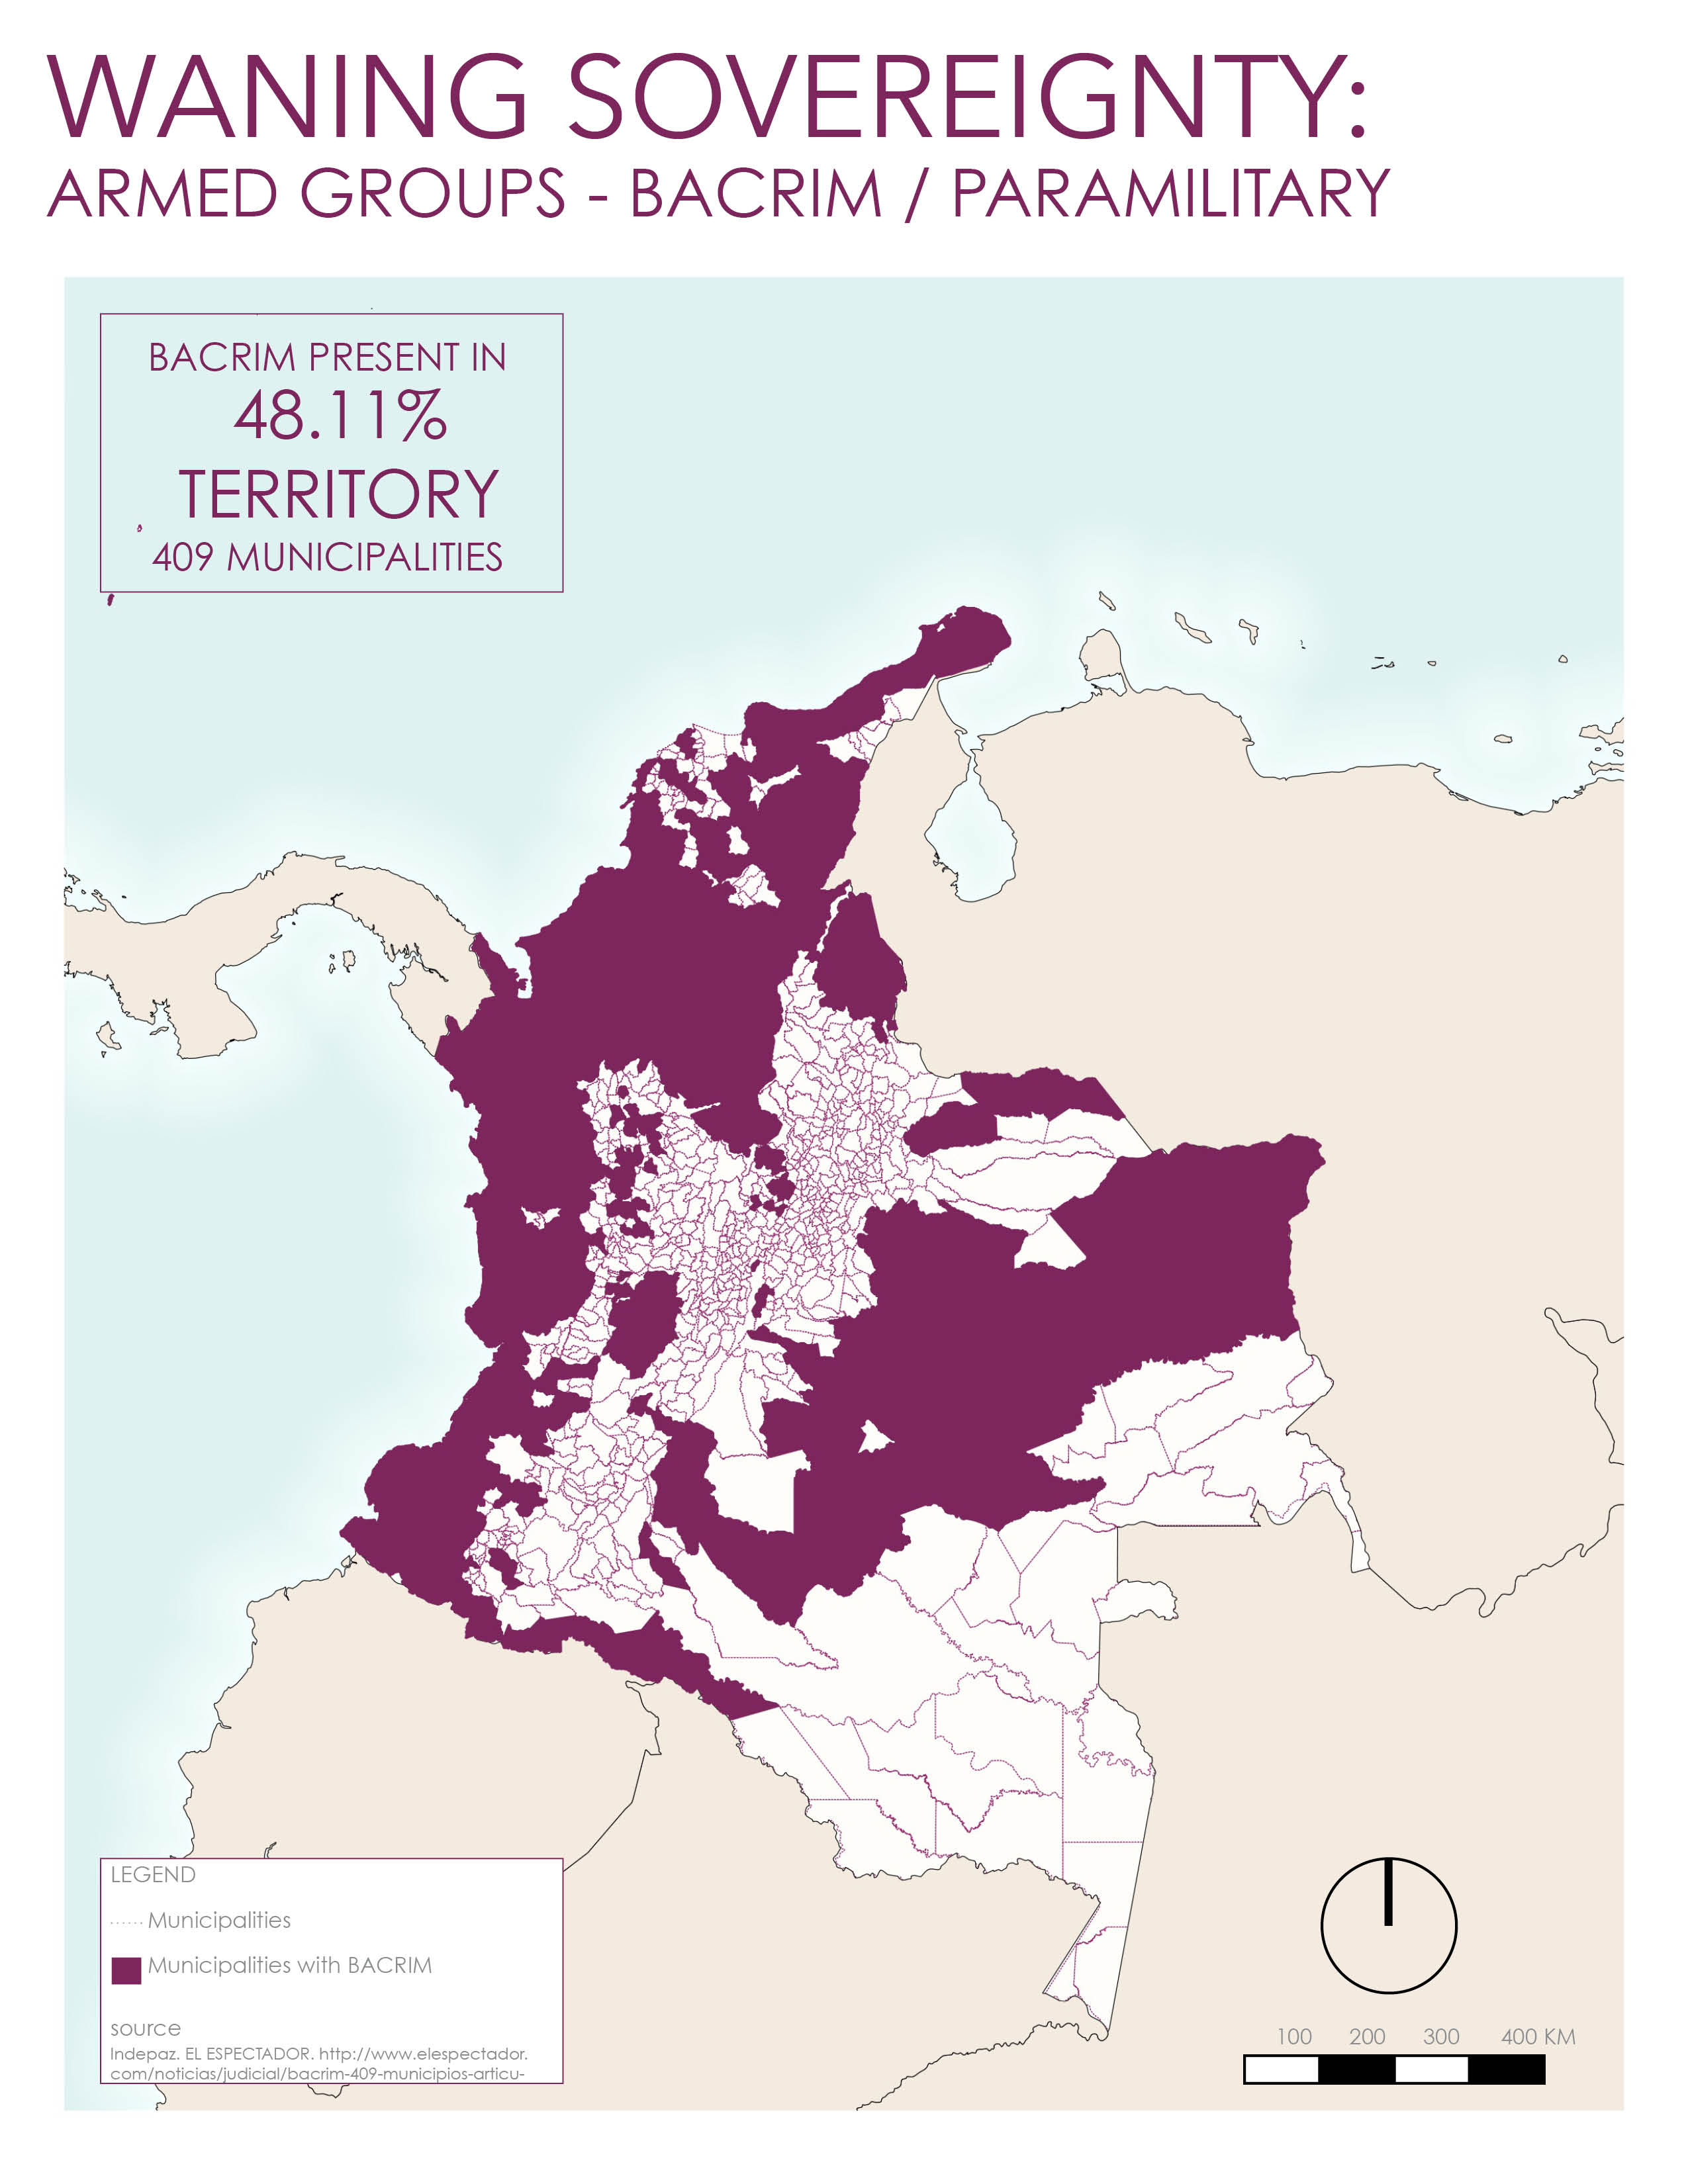 WANING SOVEREIGNTY:
ARMED GROUPS - BACRIM / PARAMILITARY
BACRIM PRESENT IN
48.11%
TERRITORY
409 MUNICIPALITIES
LEGEND
Municipalities
Municipalities with BACRIM
source
Indepaz. EL ESPECTADOR. http://www.elespectador.
com/noticias/judicial/bacrim-409-municipios-articu-
100 200 300 400 KM